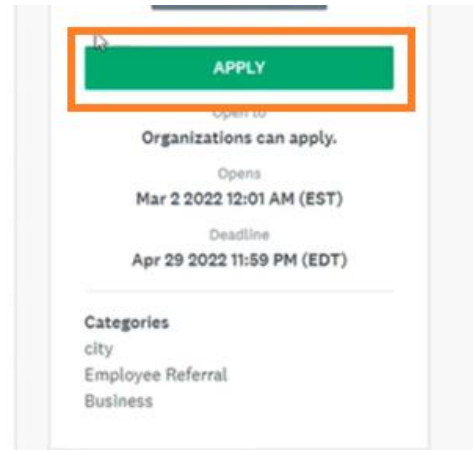 APPLY
Open to
Organizations can apply.
Opens
Mar 2 2022 12:01 AM (EST)
Deadline
Apr 29 2022 11:59 PM (EDT)
Categories
city
Employee Referral
Business